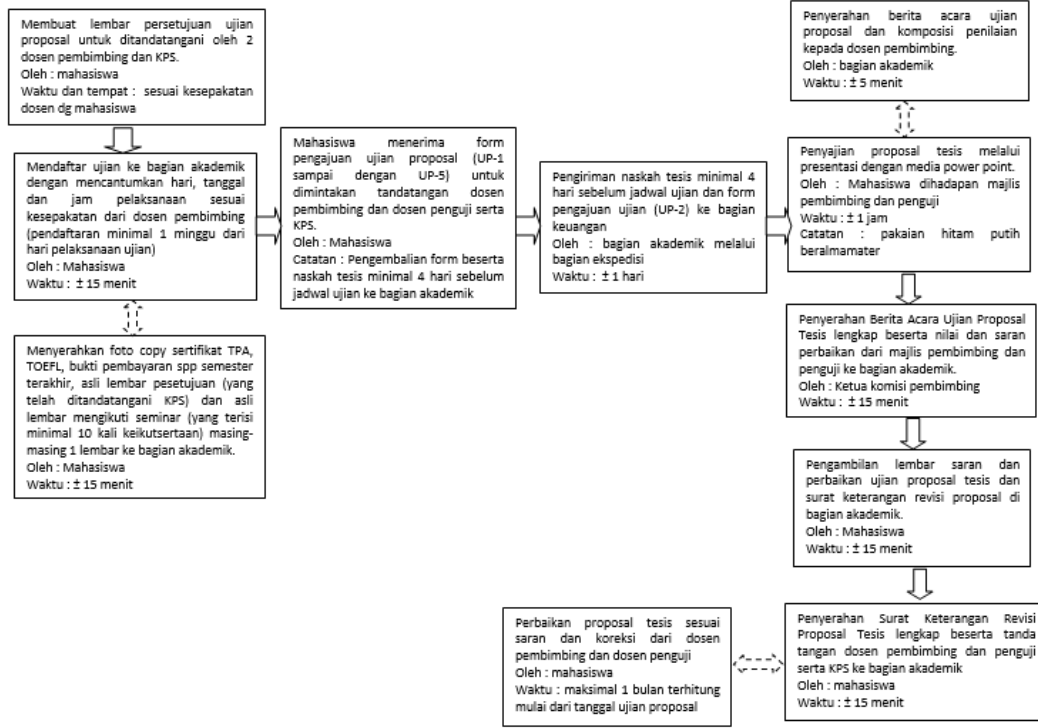 Membuat lembar persetujuan ujian
proposal untuk ditandatangani oleh 2
dosen pembimbing dan KPS.
Oleh : mahasiswa
Waktu dan tempat : sesuai kesepakatan
dosen dg mahasiswa
Mendaftar ujian ke bagian akademik
dengan mencantumkan hari, tanggal
dan jam pelaksanaan sesuai
kesepakatan dari dosen pembimbing
(pendaftaran minimal 1 minggu dari
hari pelaksanaan ujian)
Oleh : Mahasiswa
Waktu : ± 15 menit
Menyerahkan foto copy sertifikat TPA,
TOEFL, bukti pembayaran spp semester
terakhir, asli lembar pesetujuan (yang
telah ditandatangani KPS) dan asli
lembar mengikuti seminar (yang terisi
minimal 10 kali keikutsertaan) masing-
masing 1 lembar ke bagian akademik.
Oleh : Mahasiswa
Waktu : ± 15 menit
Mahasiswa menerima form
pengajuan ujian proposal (UP-1
sampai dengan UP-5) untuk
dimintakan tandatangan dosen
pembimbing dan dosen penguji serta
KPS.
Oleh : Mahasiswa
Catatan : Pengembalian form beserta
naskah tesis minimal 4 hari sebelum
jadwal ujian ke bagian akademik
Pengiriman naskah tesis minimal 4
hari sebelum jadwal ujian dan form
pengajuan ujian (UP-2) ke bagian
keuangan
Oleh : bagian akademik melalui
bagian ekspedisi
Waktu : ± 1 hari
Penyerahan berita acara ujian
proposal dan komposisi penilaian
kepada dosen pembimbing.
Oleh : bagian akademik
Waktu : ± 5 menit
Penyajian proposal tesis melalui
presentasi dengan media power point.
Oleh : Mahasiswa dihadapan majlis
pembimbing dan penguji
Waktu : ± 1 jam
Catatan : pakaian hitam putih
beralmamater
Penyerahan Berita Acara Ujian Proposal
Tesis lengkap beserta nilai dan saran
perbaikan dari majlis pembimbing dan
penguji ke bagian akademik.
Oleh : Ketua komisi pembimbing
Waktu : ± 15 menit
Pengambilan lembar saran dan
perbaikan ujian proposal tesis dan
surat keterangan revisi proposal di
bagian akademik.
Oleh : Mahasiswa
Waktu : ± 15 menit
Penyerahan Surat Keterangan Revisi
Proposal Tesis lengkap beserta tanda
tangan dosen pembimbing dan penguji
serta KPS ke bagian akademik
Oleh : mahasiswa
Waktu : ± 15 menit
Perbaikan proposal tesis sesuai
saran dan koreksi dari dosen
pembimbing dan dosen penguji
Oleh : mahasiswa
Waktu : maksimal 1 bulan terhitung
mulai dari tanggal ujian proposal